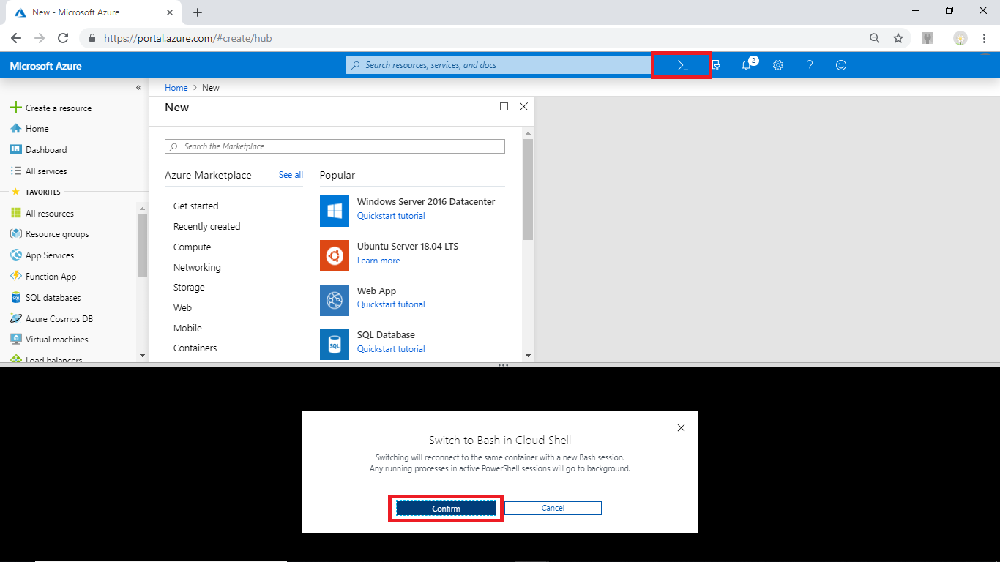 New - Microsoft Azure
https://portal.azure.com/#create/hub
Microsoft Azure
Search resources, services, and docs
>_
2
?
«
Home > New
Create a resource
Home
Dashboard
All services
FAVORITES
All resources
Resource groups
App Services
Function App
SQL databases
Azure Cosmos DB
Virtual machines
Load balancers
New
Search the Marketplace
Azure Marketplace
See all
Get started
Recently created
Compute
Networking
Storage
Web
Mobile
Containers
Popular
Windows Server 2016 Datacenter
Quickstart tutorial
Ubuntu Server 18.04 LTS
Learn more
Web App
Quickstart tutorial
SQL
SQL Database
Quickstart tutorial
Switch to Bash in Cloud Shell
Switching will reconnect to the same container with a new Bash session.
Any running processes in active PowerShell sessions will go to background.
Confirm
Cancel